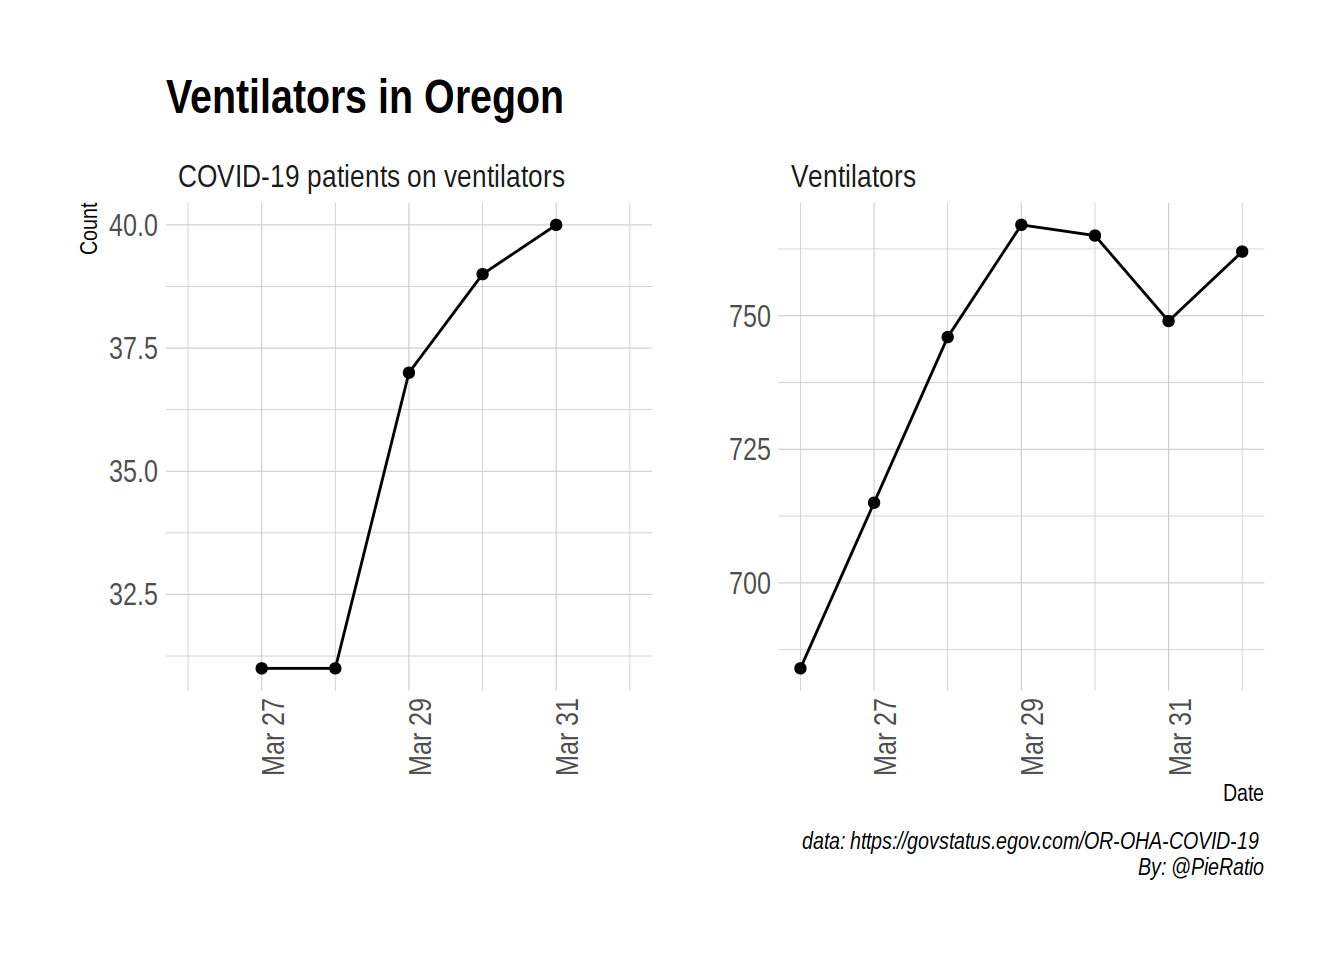 Ventilators in Oregon
COVID-19 patients on ventilators
Count
40.0
37.5
35.0
32.5
Mar 27
Mar 29
Mar 31
Ventilators
750
725
700
Mar 27
Mar 29
Mar 31
Date
data: https://govstatus.egov.com/OR-OHA-COVID-19
By: @PieRatio